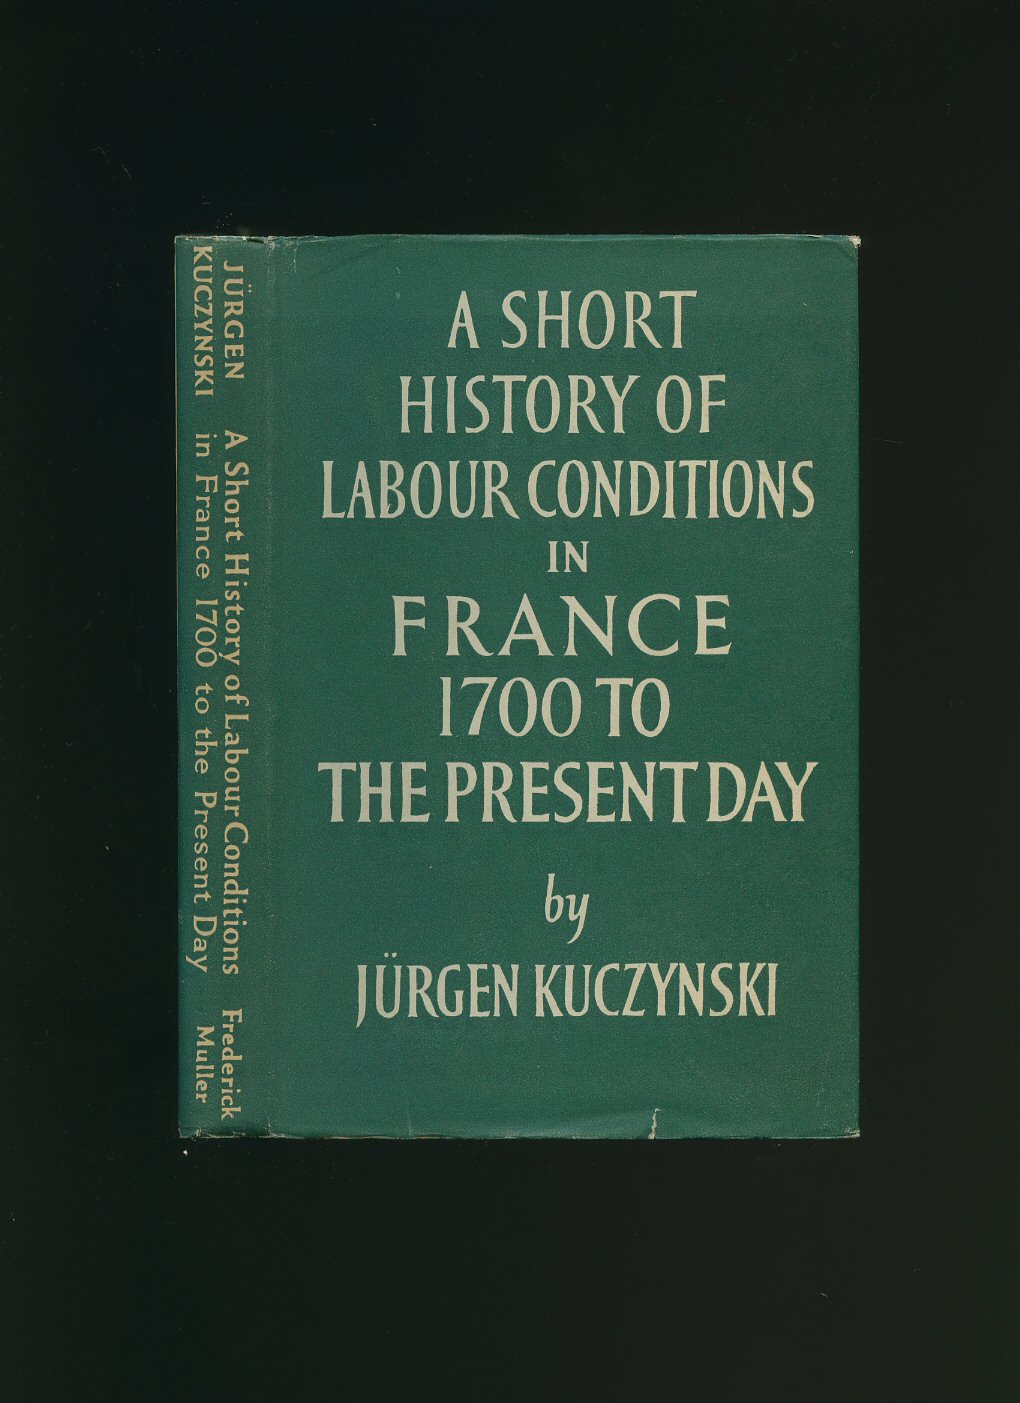 JÜRGEN
KUCZYNSKI
A Short History of Labour Conditions
in France 1700 to the Present Day
Frederick
Muller
A SHORT
HISTORY OF
LABOUR CONDITIONS
IN
FRANCE
1700 TO
THE PRESENT DAY
by
JÜRGEN KUCZYNSKI